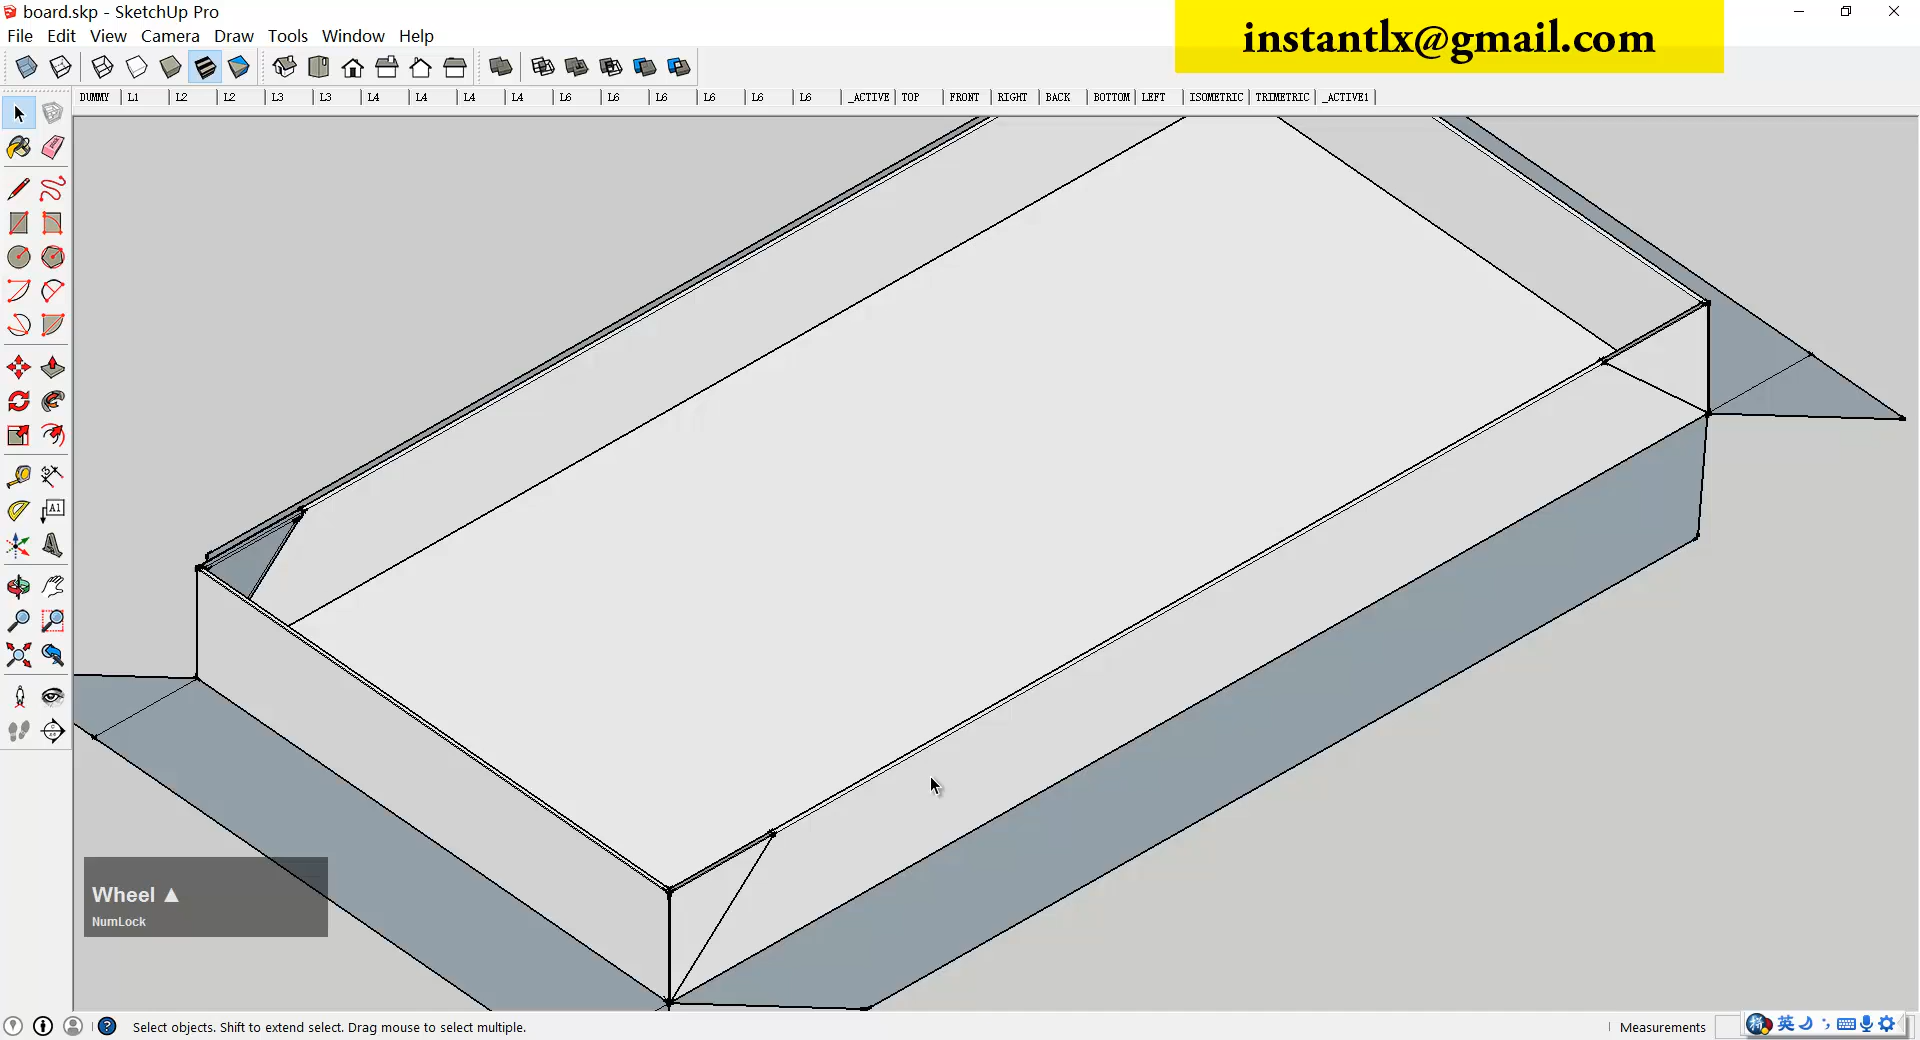 board.skp - SketchUp Pro
instantlx@gmail.com
File Edit View Camera Draw Tools Window Help
DUMMY L1 L2 L2 L3 L3 L4 L4 L4 L4 L6 L6 L6 L6 L6 L6 _ACTIVE TOP FRONT RIGHT BACK BOTTOM LEFT ISOMETRIC TRIMETRIC _ACTIVE1
A1
Wheel ▲
NumLock
Select objects. Shift to extend select. Drag mouse to select multiple.
Measurements
英